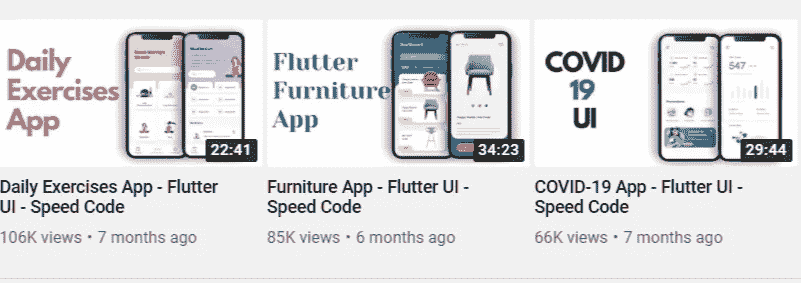 Daily
Exercises
App
22:41
Flutter
Furniture
App
34:23
COVID
19
UI
547
29:44
Daily Exercises App - Flutter
UI - Speed Code
106K views • 7 months ago
Furniture App - Flutter UI -
Speed Code
85K views • 6 months ago
COVID-19 App - Flutter UI -
Speed Code
66K views • 7 months ago